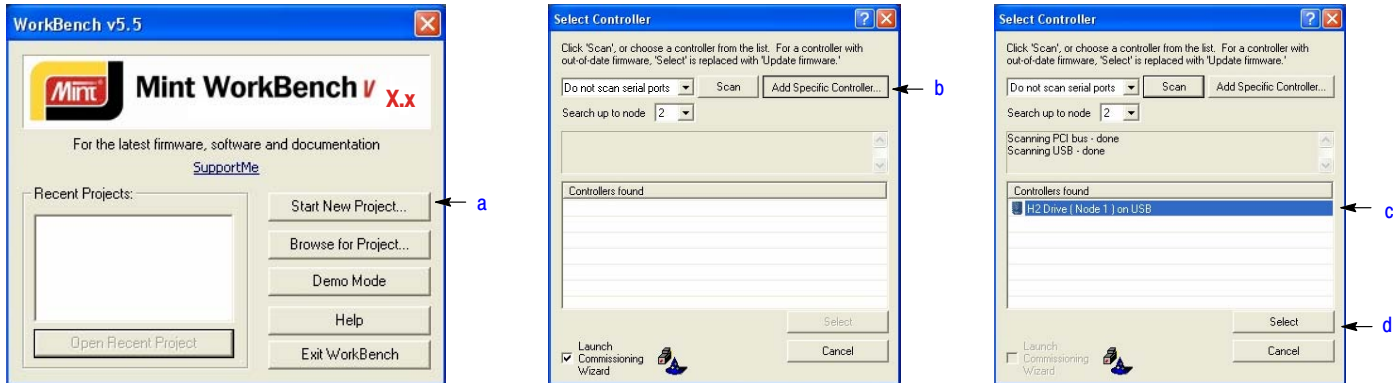 WorkBench v5.5
Mint
Mint WorkBench v X.x
For the latest firmware, software and documentation
SupportMe
Recent Projects:
Open Recent Project
Start New Project...
Browse for Project...
Demo Mode
Help
Exit WorkBench
a
Select Controller
Click 'Scan', or choose a controller from the list. For a controller with
out-of-date firmware, 'Select' is replaced with 'Update firmware.'
Do not scan serial ports Scan Add Specific Controller...
b
Search up to node 2
Controllers found
Select
Launch
Commissioning
Wizard
Cancel
Select Controller
Click 'Scan', or choose a controller from the list. For a controller with
out-of-date firmware, 'Select' is replaced with 'Update firmware.'
Do not scan serial ports Scan Add Specific Controller...
Search up to node 2
Scanning PCI bus - done
Scanning USB - done
Controllers found
H2 Drive ( Node 1 ) on USB
c
Select
d
Launch
Commissioning
Wizard
Cancel